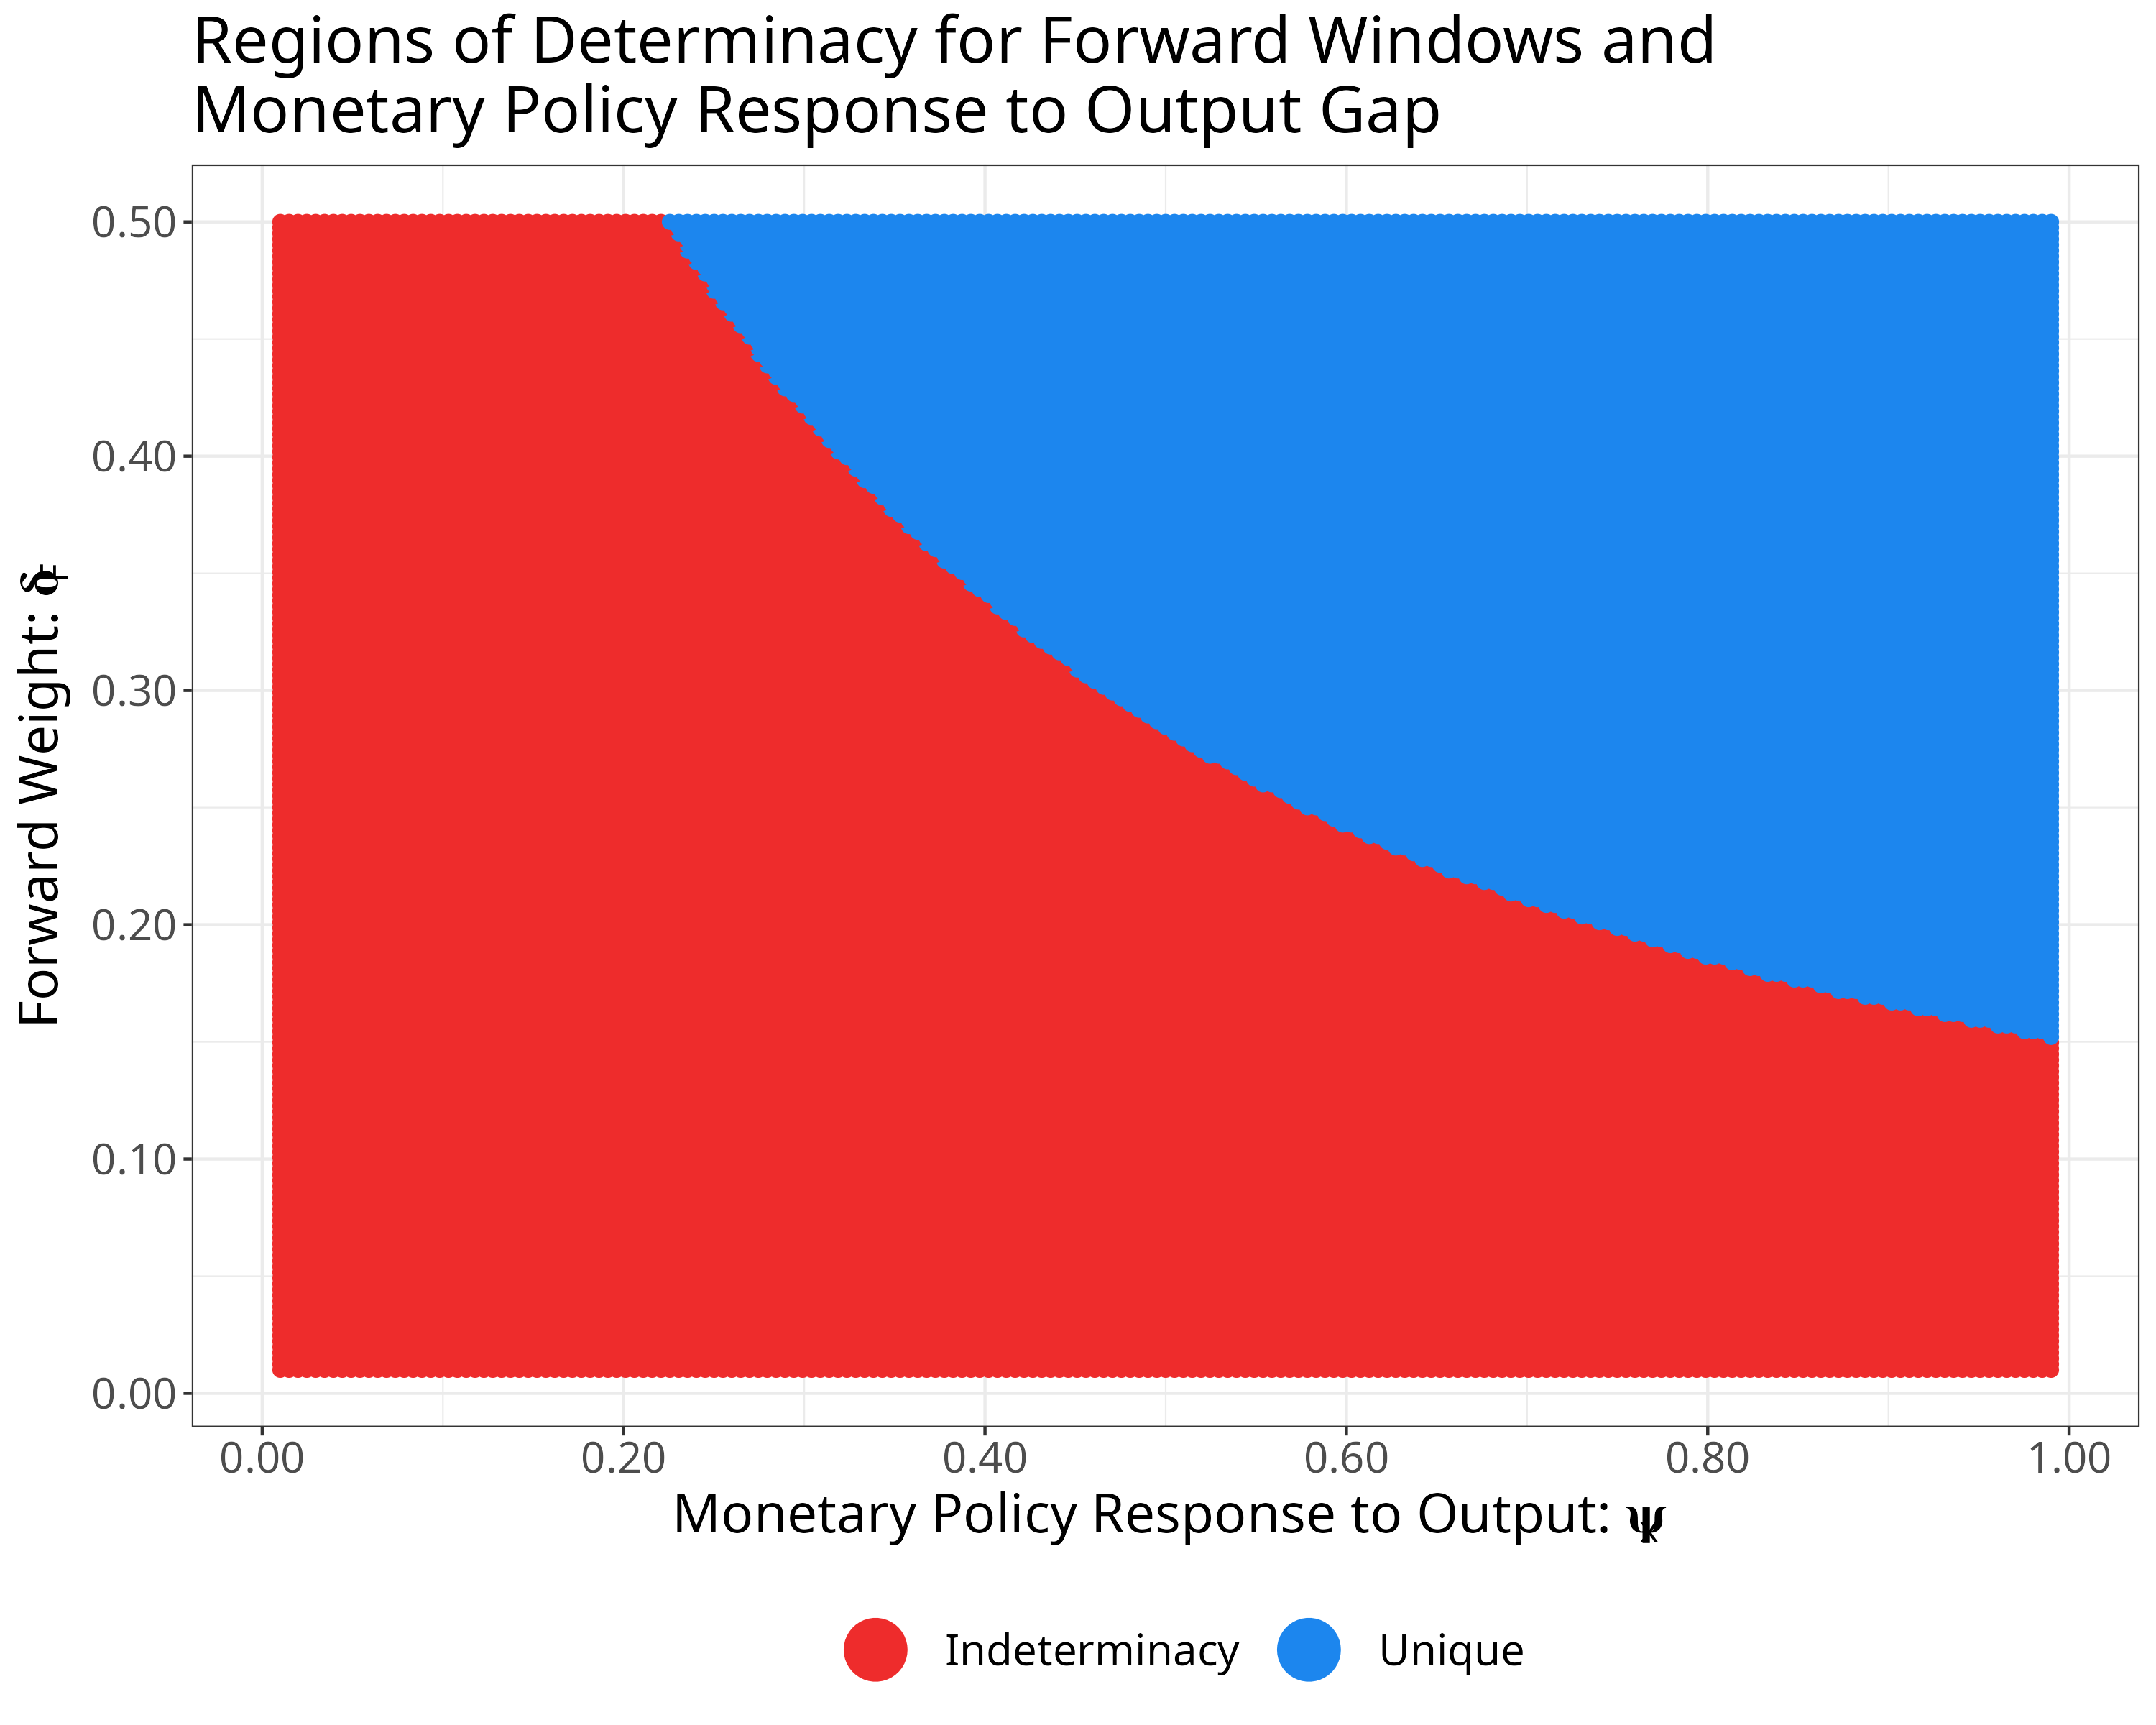 Regions of Determinacy for Forward Windows and
Monetary Policy Response to Output Gap
0.50
0.40
0.30
0.20
0.10
0.00
Forward Weight:
0.00 0.20 0.40 0.60 0.80 1.00
Monetary Policy Response to Output:
Indeterminacy Unique